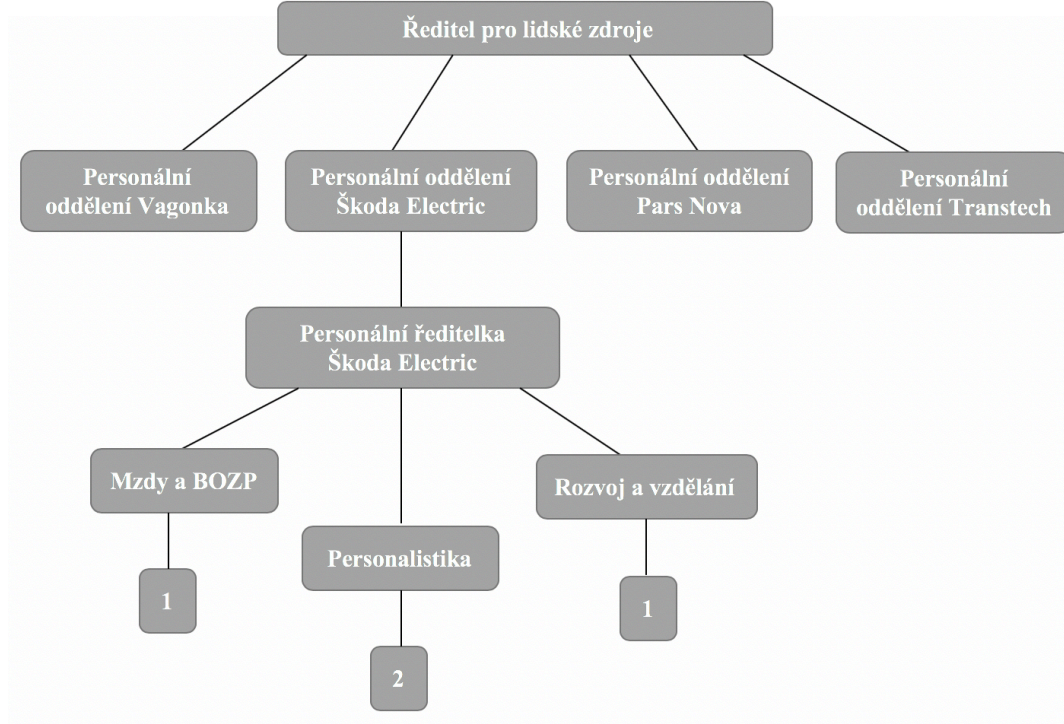 Ředitel pro lidské zdroje
Personální
oddělení Vagonka
Personální oddělení
Škoda Electric
Personální oddělení
Pars Nova
Personální
oddělení Transtech
Personální ředitelka
Škoda Electric
Mzdy a BOZP
Rozvoj a vzdělání
Personalistika
1
1
2